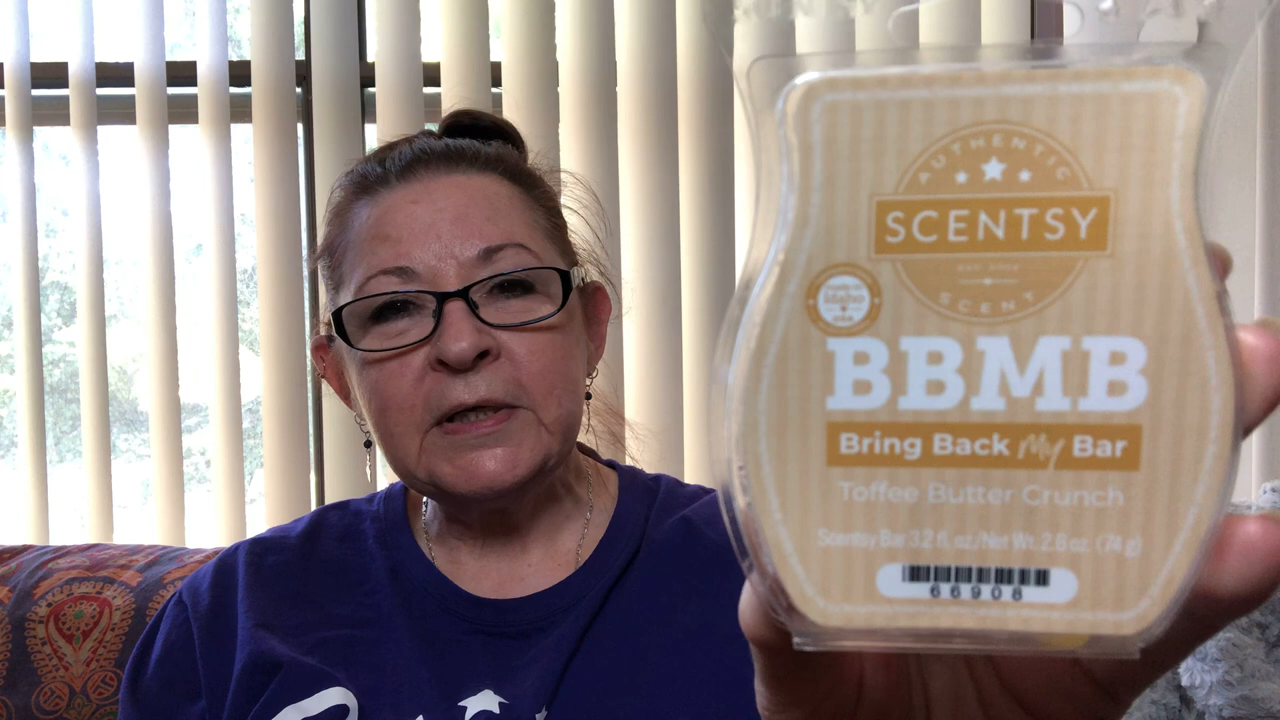 AUTHENTIC
SCENTSY
SCENT
Idaho
BBMB
Bring Back My Bar
Toffee Butter Crunch
Scentsy Bar 3.2 fl. oz./Net Wt. 2.6 oz. (74 g)
66908